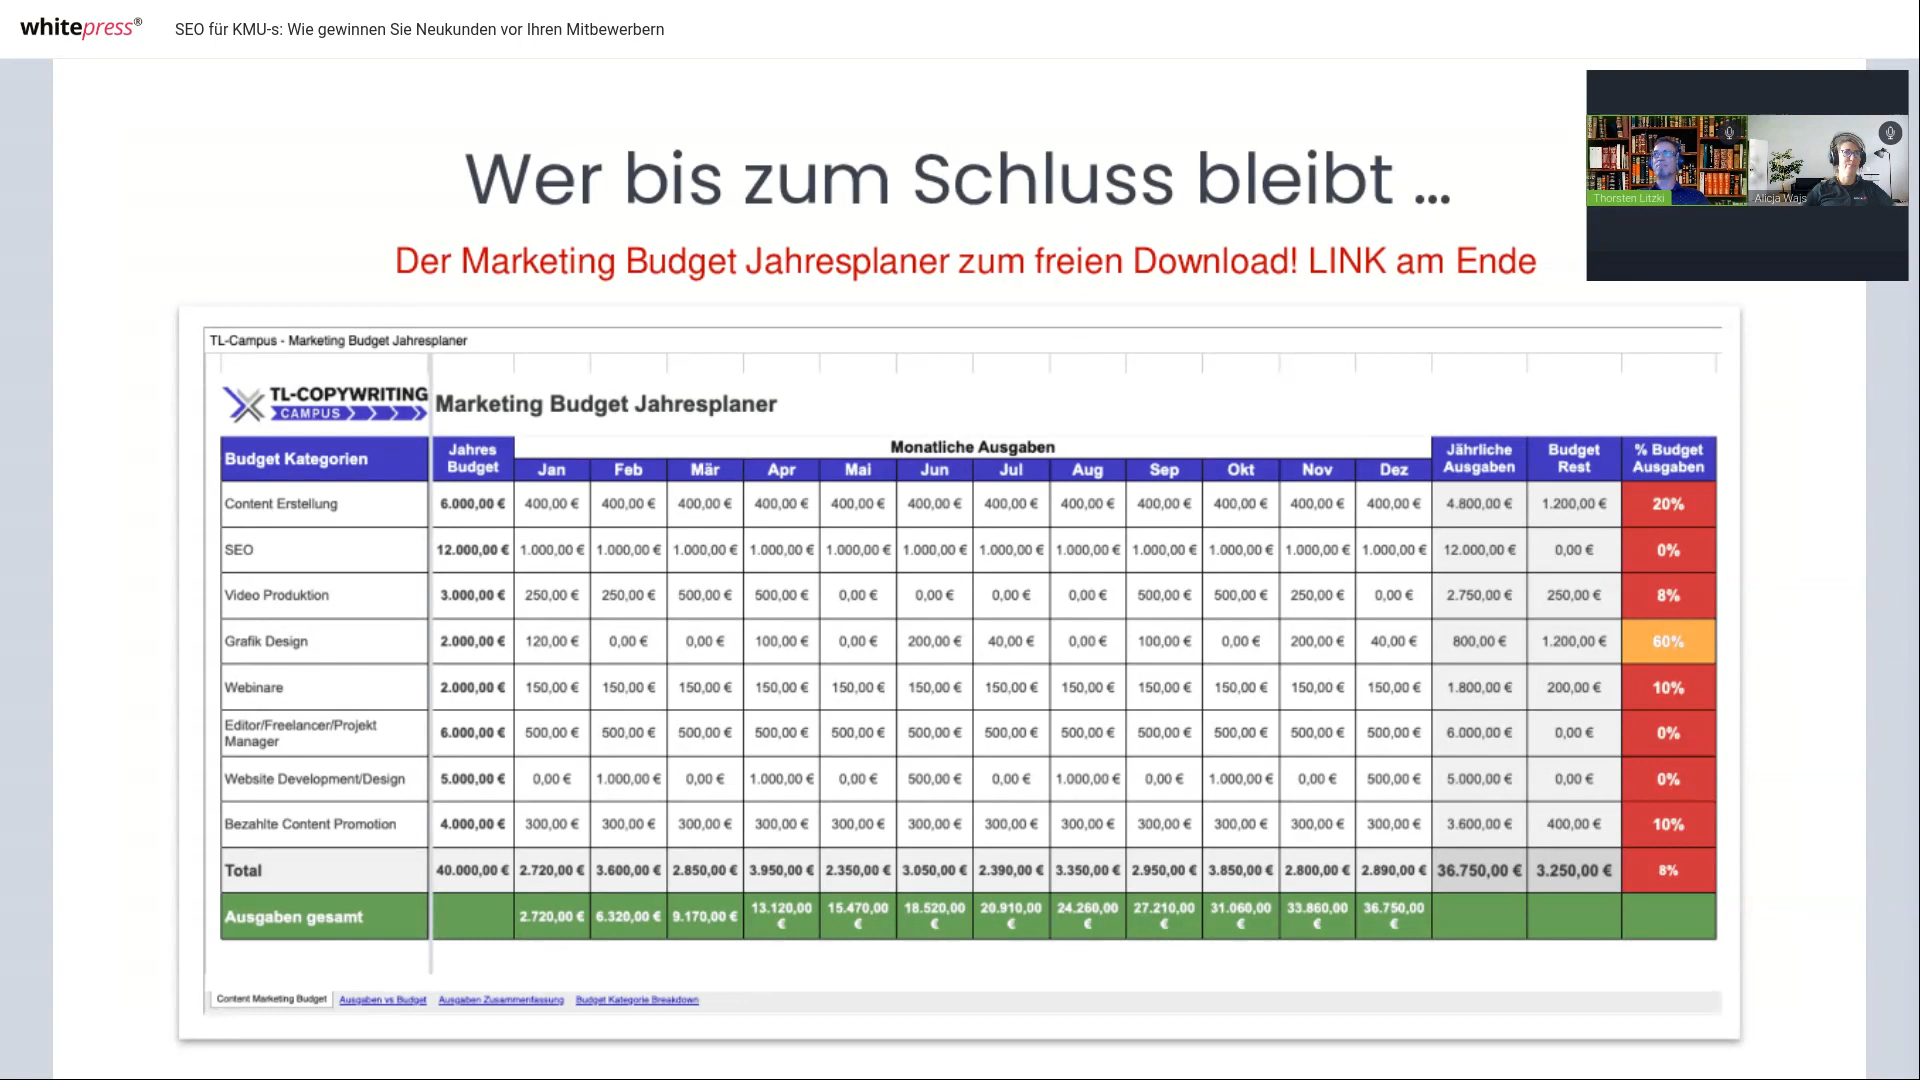 whitepress®
SEO für KMU-s: Wie gewinnen Sie Neukunden vor Ihren Mitbewerbern
Wer bis zum Schluss bleibt ...
Der Marketing Budget Jahresplaner zum freien Download! LINK am Ende
Thorsten Litzki
Alicja Wajs
TL-Campus - Marketing Budget Jahresplaner
TL-COPYWRITING
CAMPUS
Marketing Budget Jahresplaner
Budget Kategorien Jahres Budget Monatliche Ausgaben Jährliche Ausgaben Budget Rest % Budget Ausgaben
Jan Feb Mär Apr Mai Jun Jul Aug Sep Okt Nov Dez
Content Erstellung 6.000,00 € 400,00 € 400,00 € 400,00 € 400,00 € 400,00 € 400,00 € 400,00 € 400,00 € 400,00 € 400,00 € 400,00 € 400,00 € 4.800,00 € 1.200,00 € 20%
SEO 12.000,00 € 1.000,00 € 1.000,00 € 1.000,00 € 1.000,00 € 1.000,00 € 1.000,00 € 1.000,00 € 1.000,00 € 1.000,00 € 1.000,00 € 1.000,00 € 1.000,00 € 12.000,00 € 0,00 € 0%
Video Produktion 3.000,00 € 250,00 € 250,00 € 500,00 € 500,00 € 0,00 € 0,00 € 0,00 € 0,00 € 500,00 € 500,00 € 250,00 € 0,00 € 2.750,00 € 250,00 € 8%
Grafik Design 2.000,00 € 120,00 € 0,00 € 0,00 € 100,00 € 0,00 € 200,00 € 40,00 € 0,00 € 100,00 € 0,00 € 200,00 € 40,00 € 800,00 € 1.200,00 € 60%
Webinare 2.000,00 € 150,00 € 150,00 € 150,00 € 150,00 € 150,00 € 150,00 € 150,00 € 150,00 € 150,00 € 150,00 € 150,00 € 150,00 € 1.800,00 € 200,00 € 10%
Editor/Freelancer/Projekt Manager 6.000,00 € 500,00 € 500,00 € 500,00 € 500,00 € 500,00 € 500,00 € 500,00 € 500,00 € 500,00 € 500,00 € 500,00 € 500,00 € 6.000,00 € 0,00 € 0%
Website Development/Design 5.000,00 € 0,00 € 1.000,00 € 0,00 € 1.000,00 € 0,00 € 500,00 € 0,00 € 1.000,00 € 0,00 € 1.000,00 € 0,00 € 500,00 € 5.000,00 € 0,00 € 0%
Bezahlte Content Promotion 4.000,00 € 300,00 € 300,00 € 300,00 € 300,00 € 300,00 € 300,00 € 300,00 € 300,00 € 300,00 € 300,00 € 300,00 € 300,00 € 3.600,00 € 400,00 € 10%
Total 40.000,00 € 2.720,00 € 3.600,00 € 2.850,00 € 3.950,00 € 2.350,00 € 3.050,00 € 2.390,00 € 3.350,00 € 2.950,00 € 3.850,00 € 2.800,00 € 2.890,00 € 36.750,00 € 3.250,00 € 8%
Ausgaben gesamt 2.720,00 € 6.320,00 € 9.170,00 € 13.120,00 € 15.470,00 € 18.520,00 € 20.910,00 € 24.260,00 € 27.210,00 € 31.060,00 € 33.860,00 € 36.750,00 €
Content Marketing Budget Ausgaben vs Budget Ausgaben Zusammenfassung Budget Kategorie Breakdown